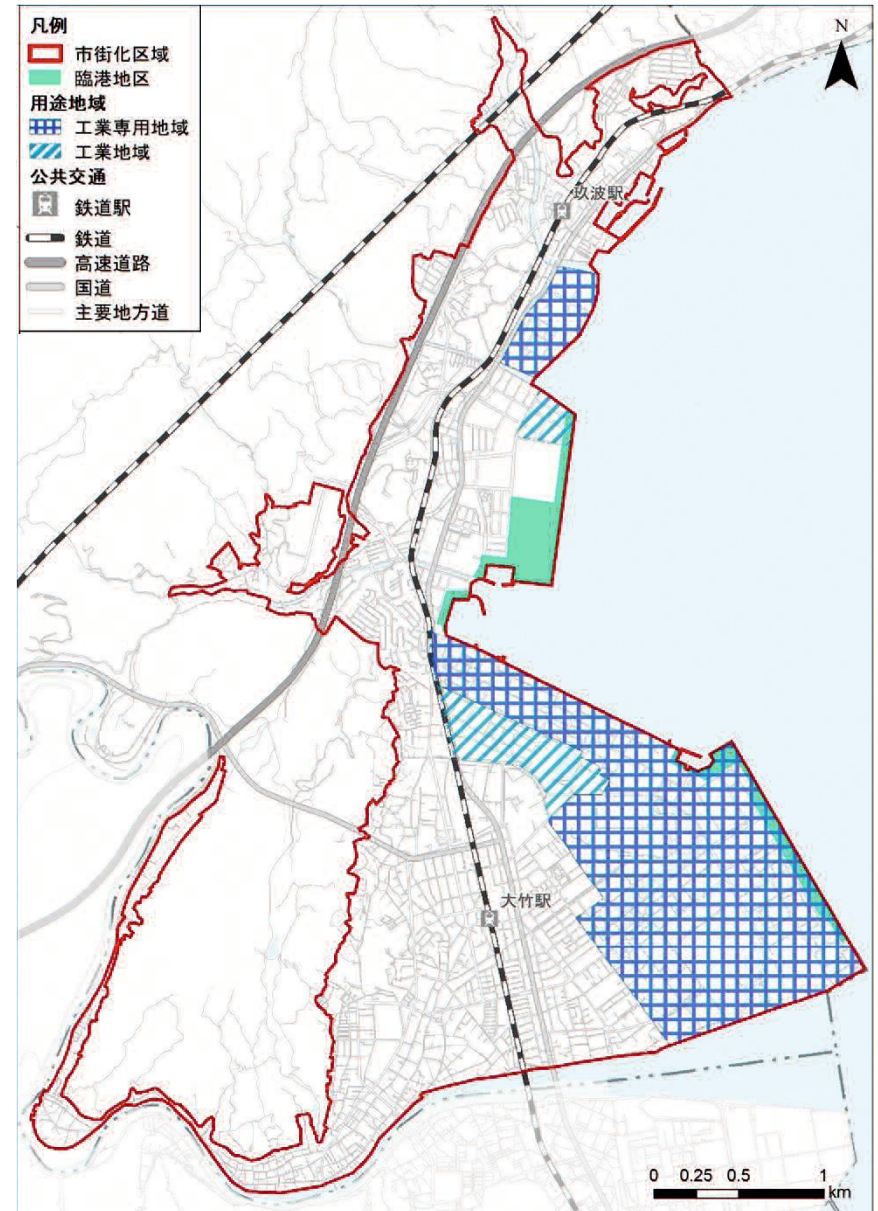 凡例
市街化区域
臨港地区
用途地域
工業専用地域
工業地域
公共交通
鉄道駅
鉄道
高速道路
国道
主要地方道
N
玖波駅
大竹駅
0 0.25 0.5 1
km